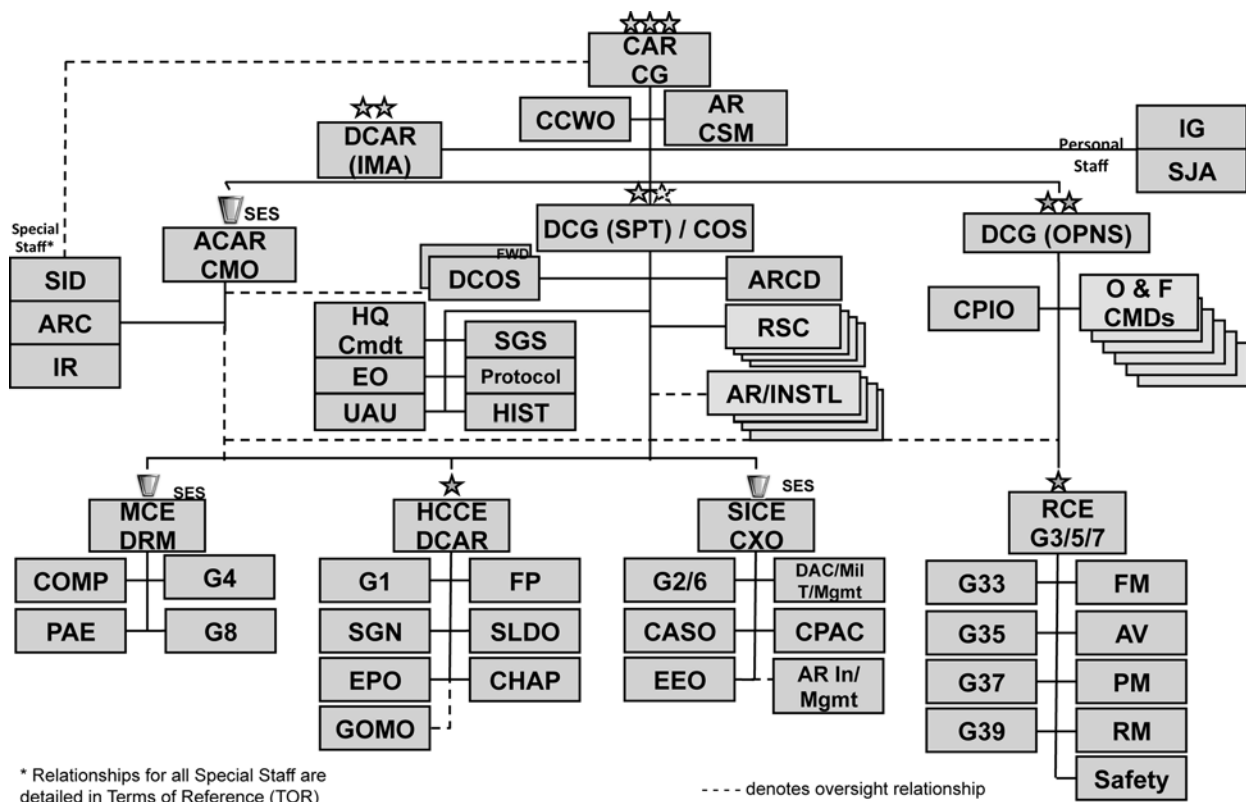 CAR
CG
CCWO
AR
CSM
DCAR
(IMA)
Personal
Staff
IG
SJA
SES
ACAR
CMO
DCG (SPT) / COS
DCG (OPNS)
Special
Staff*
SID
ARC
IR
FWD
DCOS
ARCD
HQ
Cmdt
SGS
EO
Protocol
UAU
HIST
RSC
AR/INSTL
CPIO
O & F
CMDs
SES
MCE
DRM
HCCE
DCAR
SES
SICE
CXO
RCE
G3/5/7
COMP
G4
PAE
G8
G1
FP
SGN
SLDO
EPO
CHAP
GOMO
G2/6
DAC/Mil
T/Mgmt
CASO
CPAC
EEO
AR In/
Mgmt
G33
FM
G35
AV
G37
PM
G39
RM
Safety
* Relationships for all Special Staff are
detailed in Terms of Reference (TOR)
---- denotes oversight relationship